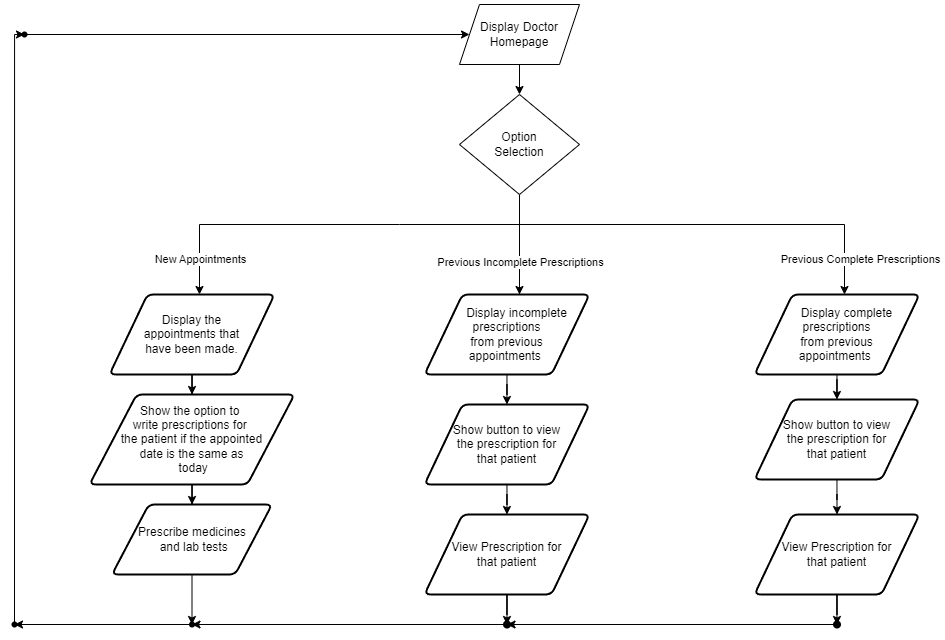 Display Doctor
Homepage
Option
Selection
New Appointments
Previous Incomplete Prescriptions
Previous Complete Prescriptions
Display the
appointments that
have been made.
Show the option to
write prescriptions for
the patient if the appointed
date is the same as
today
Prescribe medicines
and lab tests
Display incomplete
prescriptions
from previous
appointments
Show button to view
the prescription for
that patient
View Prescription for
that patient
Display complete
prescriptions
from previous
appointments
Show button to view
the prescription for
that patient
View Prescription for
that patient